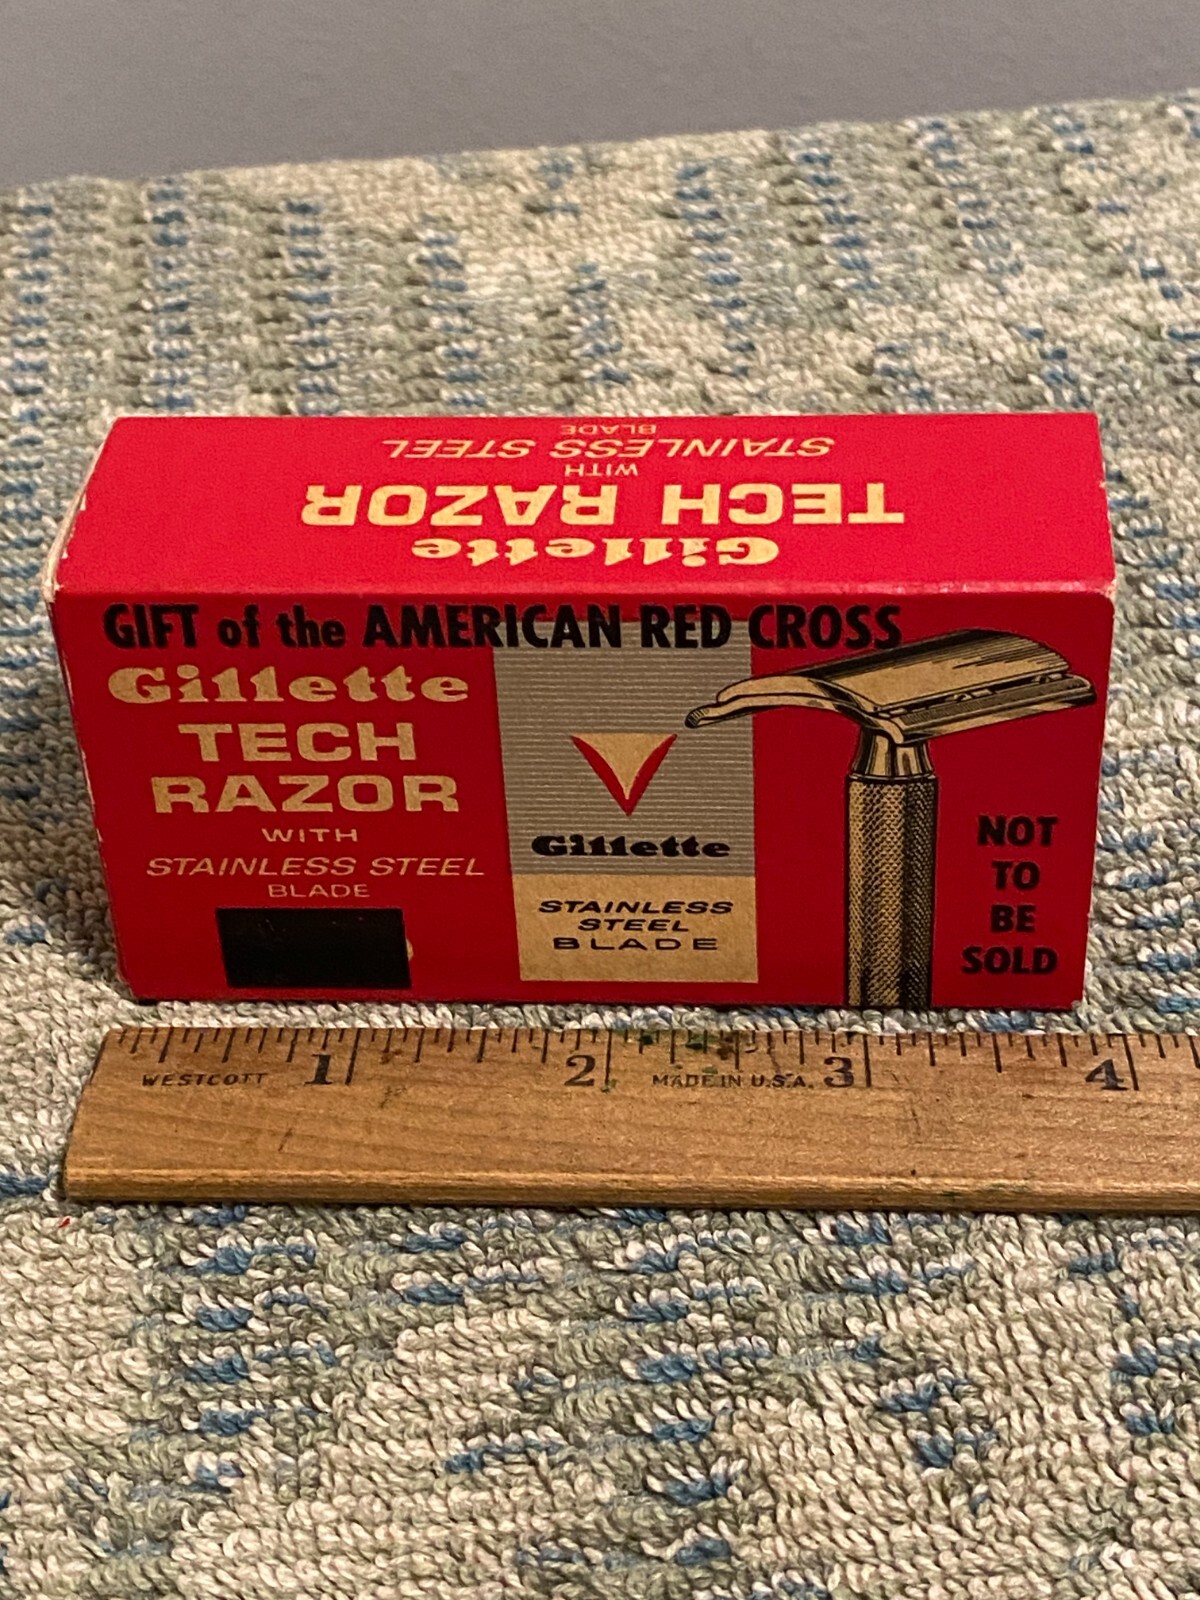 BLADE
STAINLESS STEEL
WITH
TECH RAZOR
Gillette
GIFT of the AMERICAN RED CROSS
Gillette
TECH
RAZOR
WITH
STAINLESS STEEL
BLADE
Gillette
STAINLESS
STEEL
BLADE
NOT
TO
BE
SOLD
1 2 3 4
WESTCOTT MADE IN U.S.A.